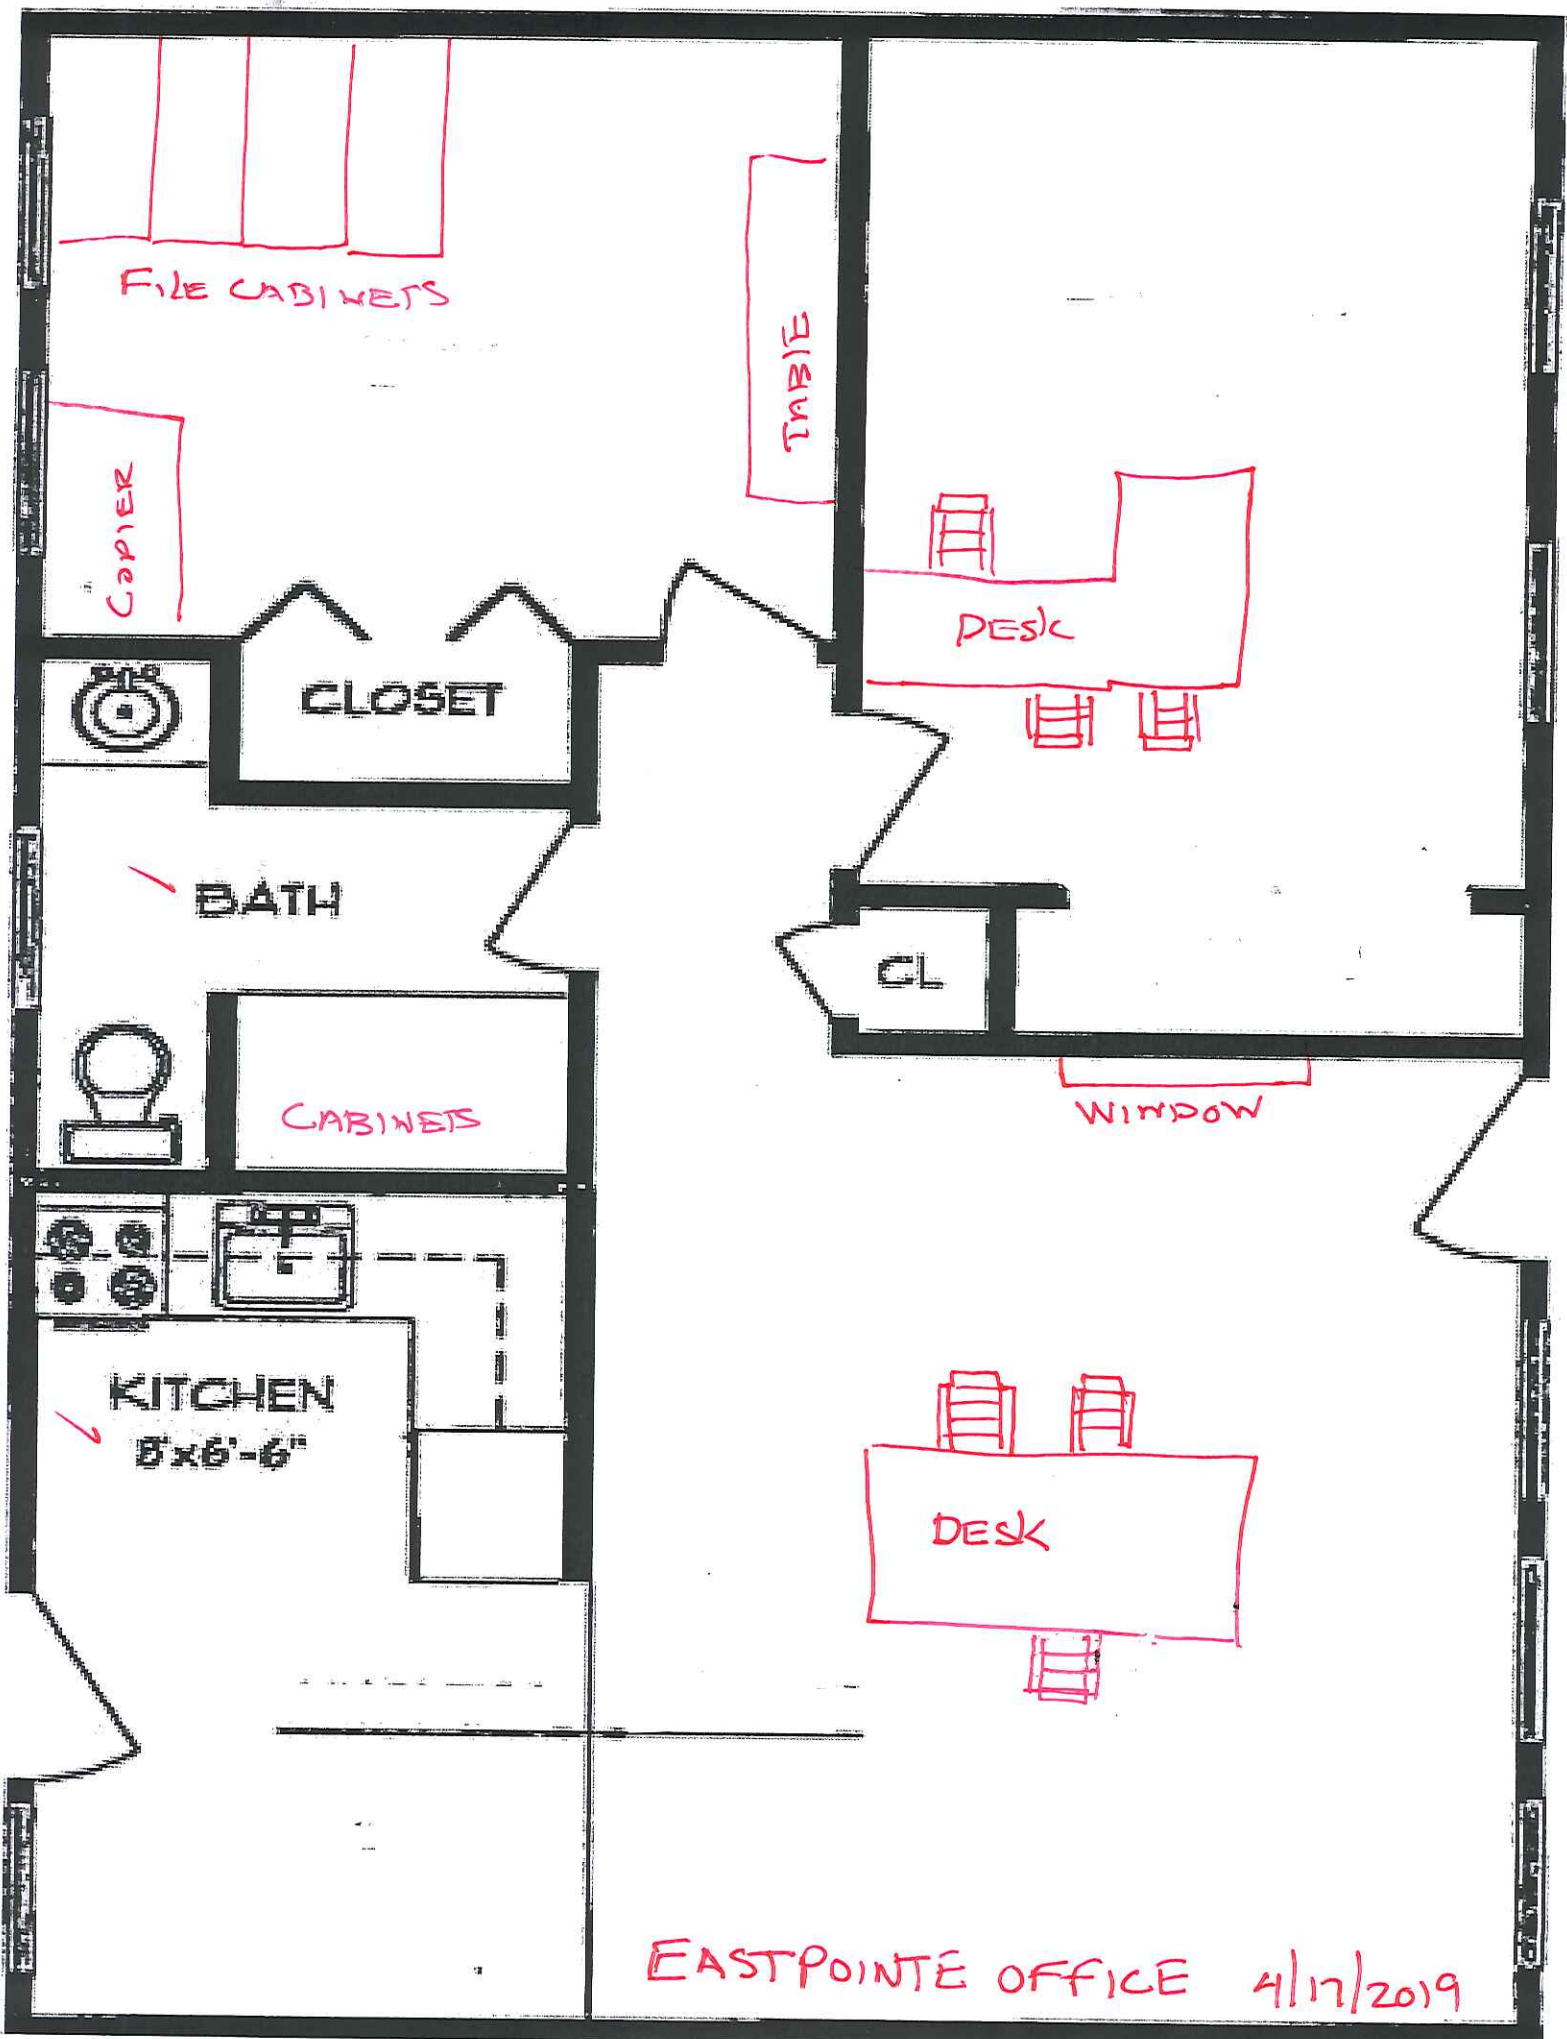 FILE CABINETS
TABLE
COPIER
DESK
CLOSET
BATH
CL
CABINETS
WINDOW
KITCHEN
8'x6'-6"
DESK
EASTPOINTE OFFICE 4/17/2019